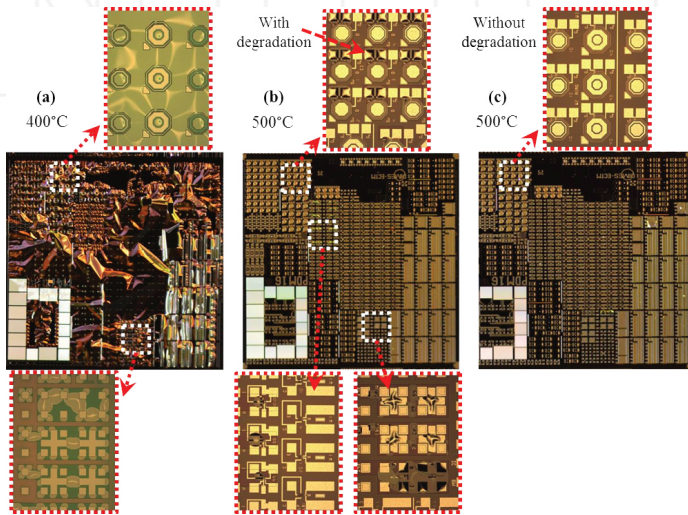 With
degradation
Without
degradation
(a)
400°C
(b)
500°C
(c)
500°C